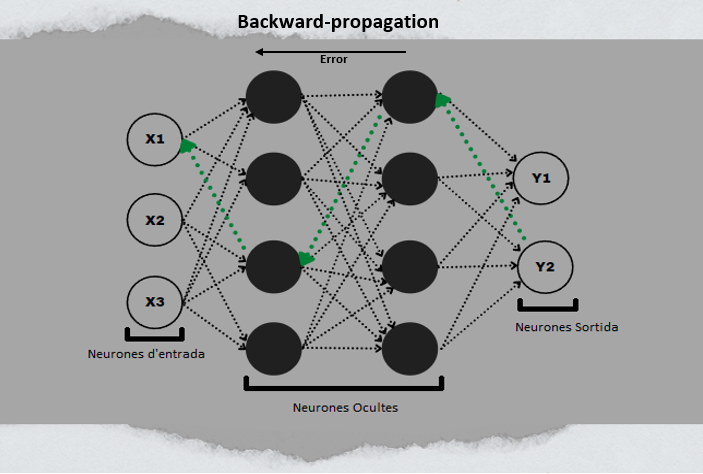 Backward-propagation
Error
X1
X2
X3
Y1
Y2
Neurones d'entrada
Neurones Ocultes
Neurones Sortida